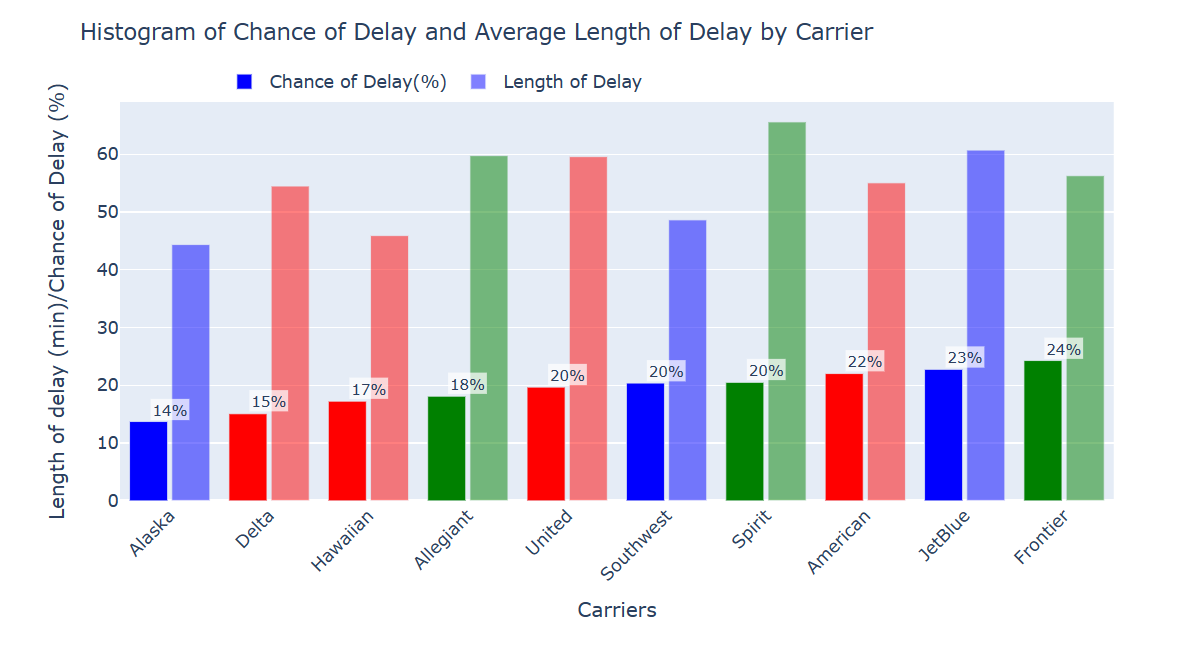 Histogram of Chance of Delay and Average Length of Delay by Carrier
Chance of Delay(%)
Length of Delay
Length of delay (min)/Chance of Delay (%)
60
50
40
30
20
10
0
14%
15%
17%
18%
20%
20%
20%
22%
23%
24%
Alaska
Delta
Hawaiian
Allegiant
United
Southwest
Spirit
American
JetBlue
Frontier
Carriers